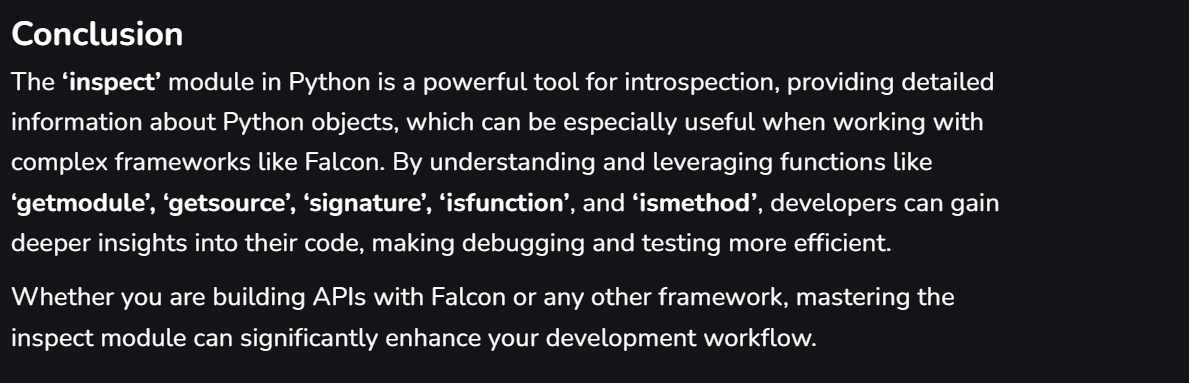 Conclusion
The ‘inspect’ module in Python is a powerful tool for introspection, providing detailed
information about Python objects, which can be especially useful when working with
complex frameworks like Falcon. By understanding and leveraging functions like
‘getmodule’, ‘getsource’, ‘signature’, ‘isfunction’, and ‘ismethod’, developers can gain
deeper insights into their code, making debugging and testing more efficient.
Whether you are building APIs with Falcon or any other framework, mastering the
inspect module can significantly enhance your development workflow.